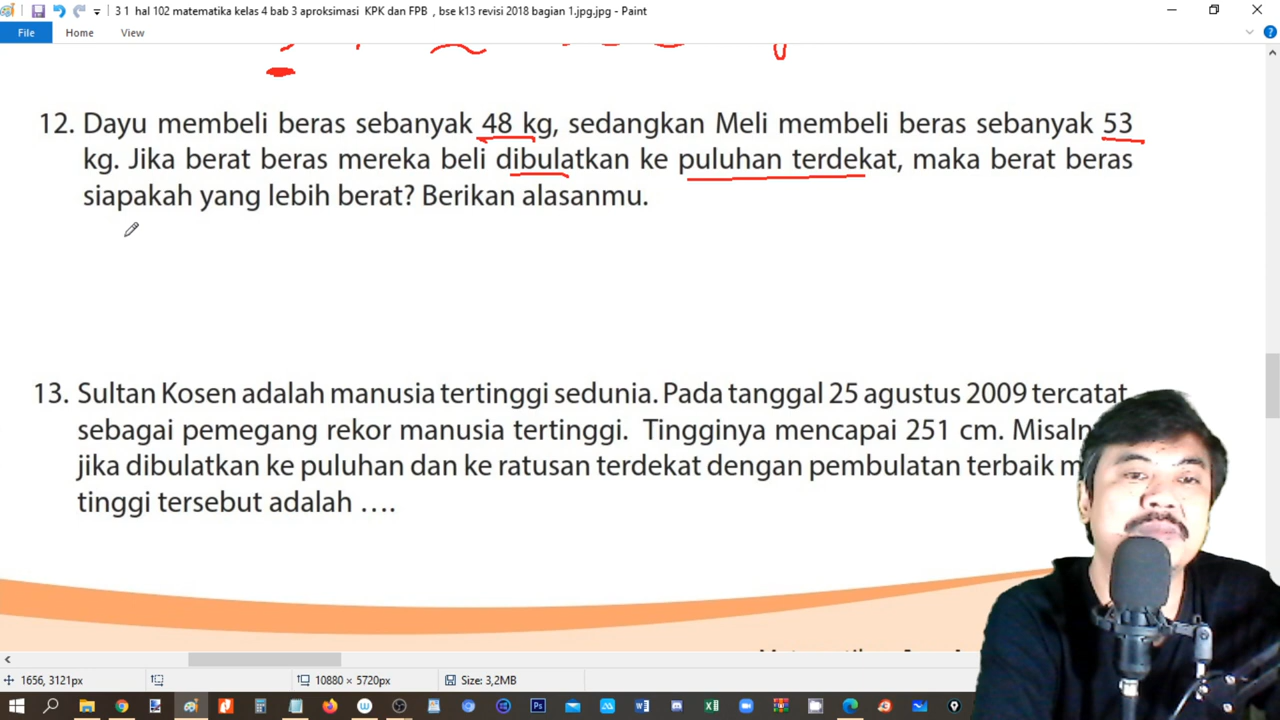 3 1 hal 102 matematika kelas 4 bab 3 aproksimasi KPK dan FPB , bse k13 revisi 2018 bagian 1.jpg.jpg - Paint
File Home View
12. Dayu membeli beras sebanyak 48 kg, sedangkan Meli membeli beras sebanyak 53
kg. Jika berat beras mereka beli dibulatkan ke puluhan terdekat, maka berat beras
siapakah yang lebih berat? Berikan alasanmu.
13. Sultan Kosen adalah manusia tertinggi sedunia. Pada tanggal 25 agustus 2009 tercatat
sebagai pemegang rekor manusia tertinggi. Tingginya mencapai 251 cm.
jika dibulatkan ke puluhan dan ke ratusan terdekat dengan pembulatan terbaik
tinggi tersebut adalah ....
1656, 3121px 10880 × 5720px Size: 3,2MB